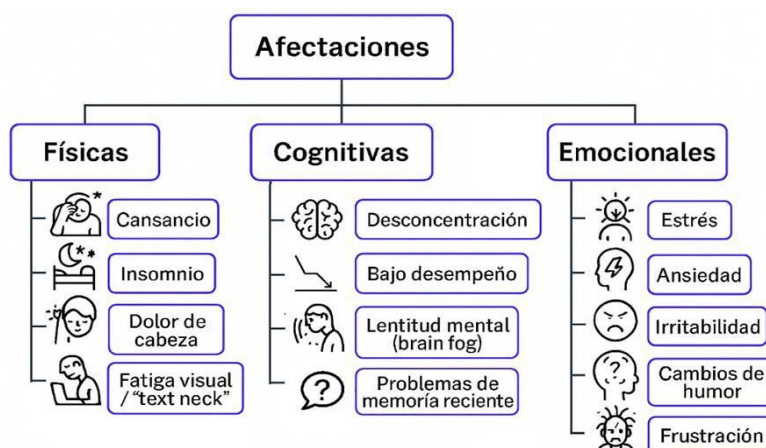 Afectaciones
Físicas
Cansancio
Insomnio
Dolor de
cabeza
Fatiga visual
/ “text neck”
Cognitivas
Desconcentración
Bajo desempeño
Lentitud mental
(brain fog)
Problemas de
memoría reciente
Emocionales
Estrés
Ansiedad
Irritabilidad
Cambios de
humor
Frustración